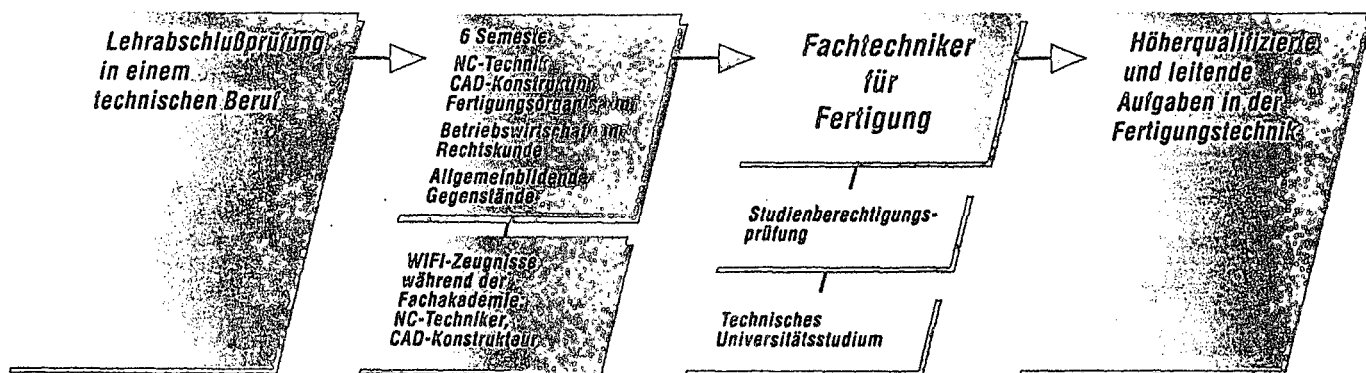 Lehrabschlußprüfung
in einem
technischen Beruf
6 Semester
NC-Technik
CAD-Konstruktion
Fertigungsorganisation
Betriebswirtschaft und
Rechtskunde
Allgemeinbildende
Gegenstände
WIFI-Zeugnisse
während der
Fachakademie:
NC-Techniker,
CAD-Konstrukteur
Fachtechniker
für
Fertigung
Studienberechtigungs-
prüfung
Technisches
Universitätsstudium
Höherqualifizierte
und leitende
Aufgaben in der
Fertigungstechnik